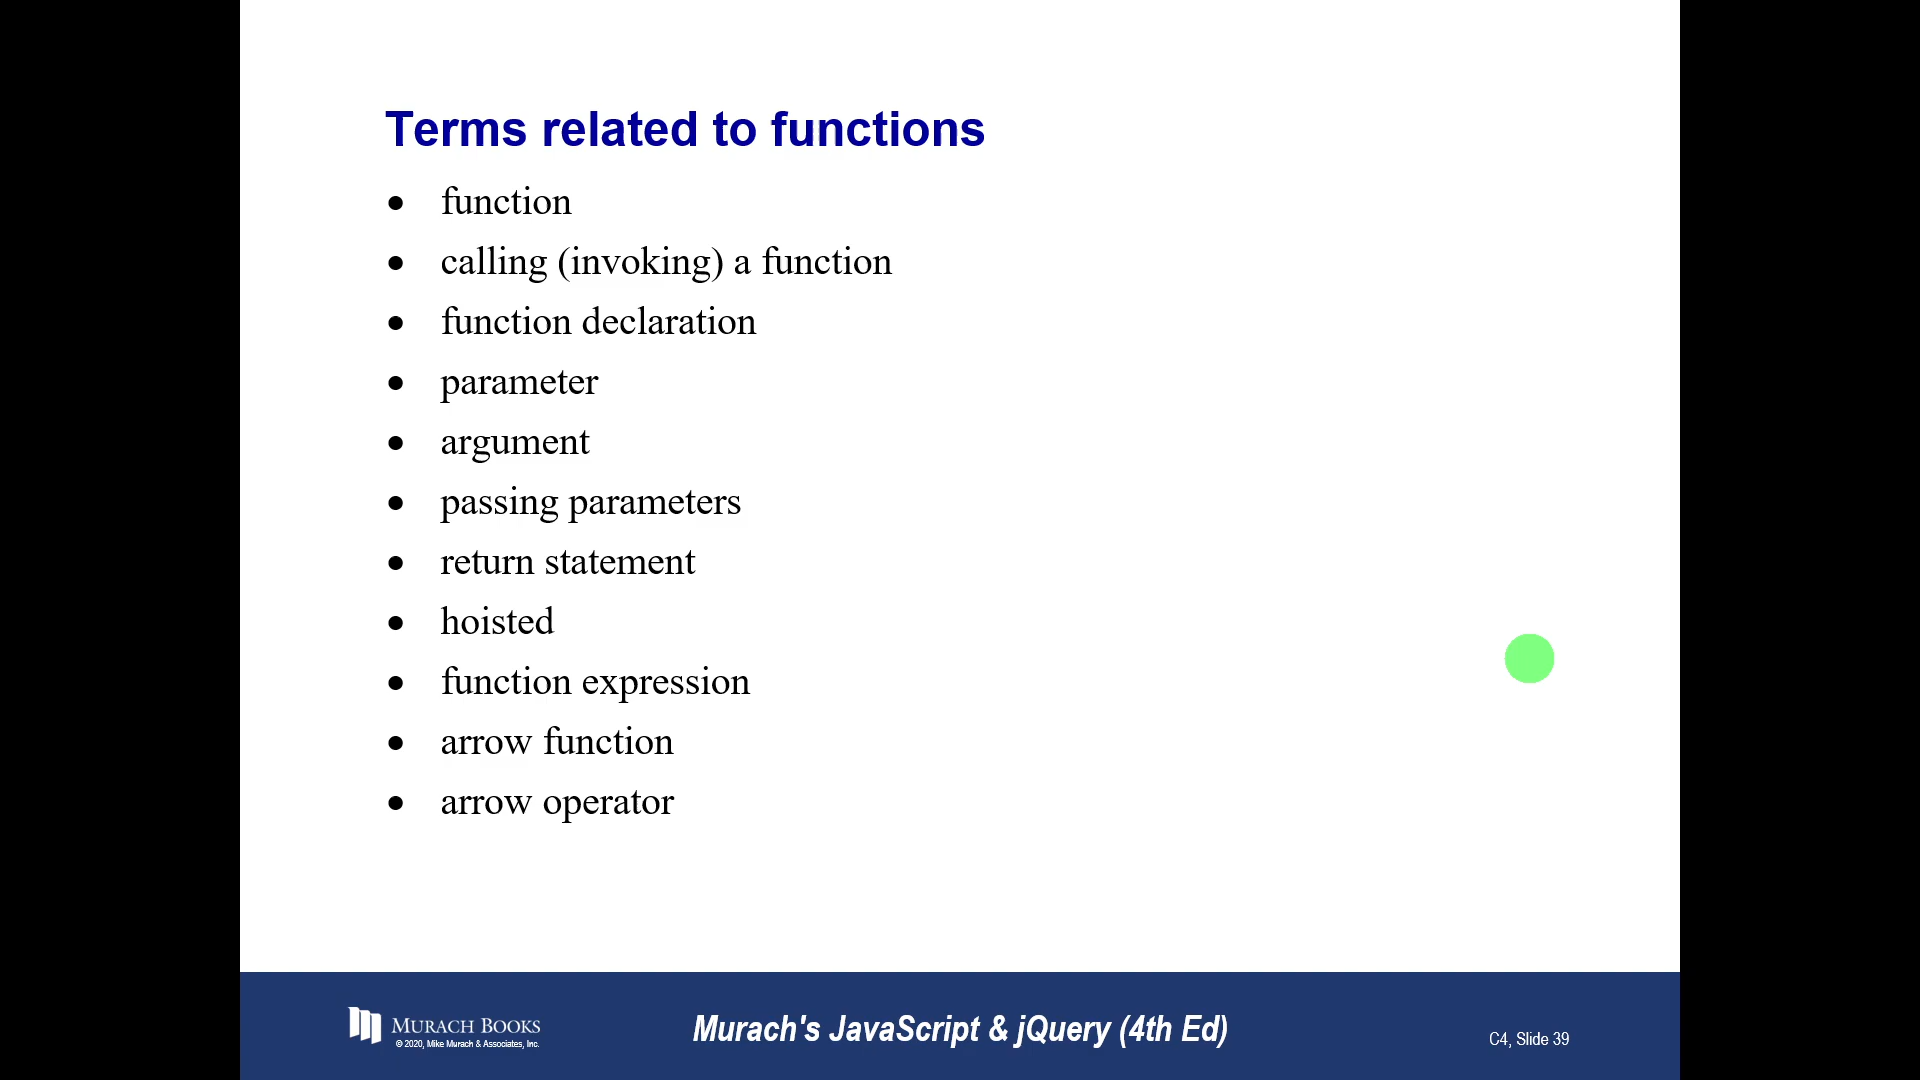 Terms related to functions
• function
• calling (invoking) a function
• function declaration
• parameter
• argument
• passing parameters
• return statement
• hoisted
• function expression
• arrow function
• arrow operator
MURACH BOOKS
© 2020, Mike Murach & Associates, Inc.
Murach's JavaScript & jQuery (4th Ed)
C4, Slide 39